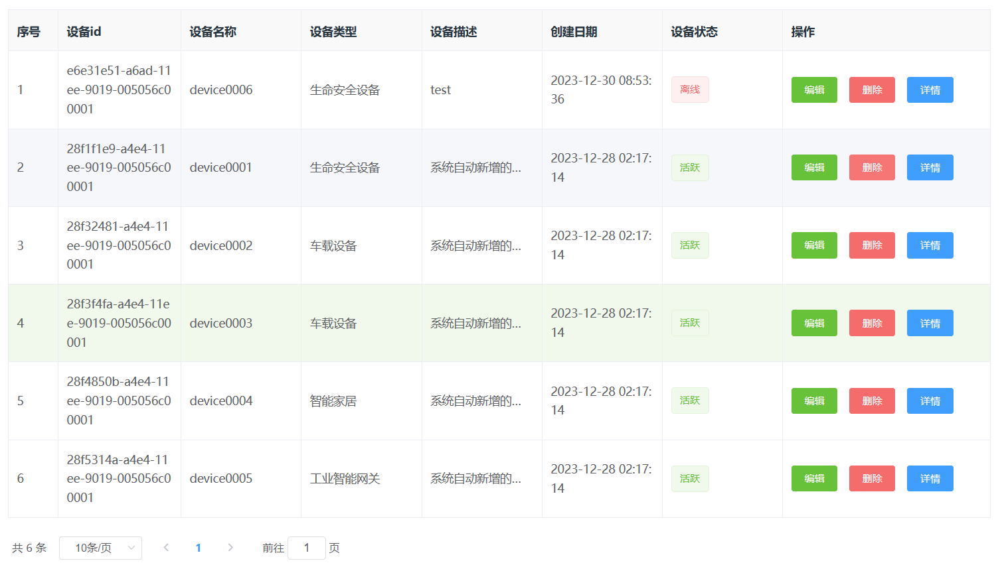 序号 设备id 设备名称 设备类型 设备描述 创建日期 设备状态 操作
1 e6e31e51-a6ad-11ee-9019-005056c00001 device0006 生命安全设备 test 2023-12-30 08:53:36 离线 编辑 删除 详情
2 28f1f1e9-a4e4-11ee-9019-005056c00001 device0001 生命安全设备 系统自动新增的... 2023-12-28 02:17:14 活跃 编辑 删除 详情
3 28f32481-a4e4-11ee-9019-005056c00001 device0002 车载设备 系统自动新增的... 2023-12-28 02:17:14 活跃 编辑 删除 详情
4 28f3f4fa-a4e4-11ee-9019-005056c00001 device0003 车载设备 系统自动新增的... 2023-12-28 02:17:14 活跃 编辑 删除 详情
5 28f4850b-a4e4-11ee-9019-005056c00001 device0004 智能家居 系统自动新增的... 2023-12-28 02:17:14 活跃 编辑 删除 详情
6 28f5314a-a4e4-11ee-9019-005056c00001 device0005 工业智能网关 系统自动新增的... 2023-12-28 02:17:14 活跃 编辑 删除 详情
共 6 条 10条/页 1 前往 1 页